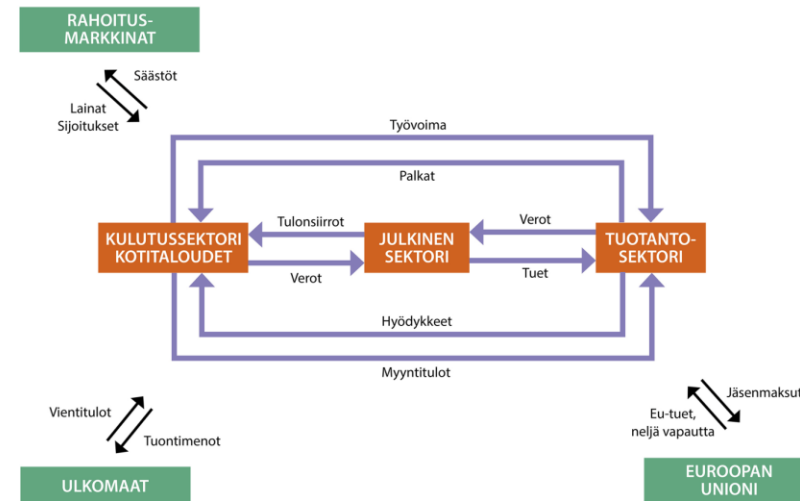 RAHOITUS-
MARKKINAT
Säästöt
Lainat
Sijoitukset
Työvoima
Palkat
KULUTUSSEKTORI
KOTITALOUDET
Tulonsiirrot
Verot
JULKINEN
SEKTORI
Verot
Tuet
TUOTANTO-
SEKTORI
Hyödykkeet
Myyntitulot
Vientitulot
Tuontimenot
Jäsenmaksut
Eu-tuet,
neljä vapautta
ULKOMAAT
EUROOPAN
UNIONI